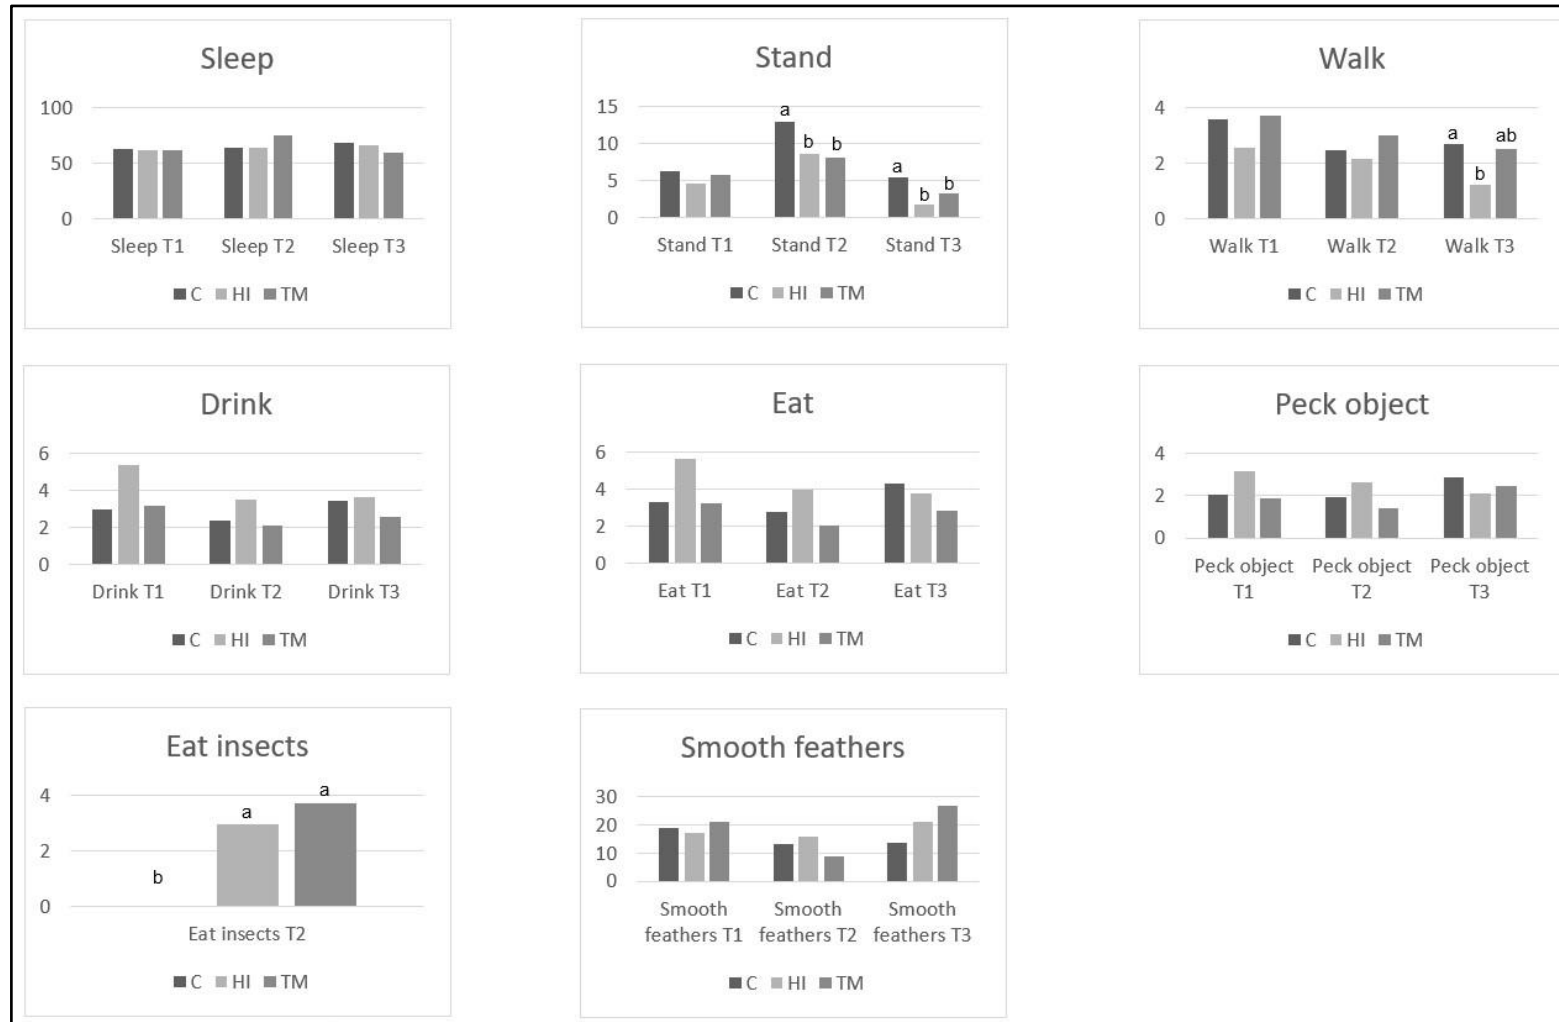 Sleep
100
50
0
Sleep T1 Sleep T2 Sleep T3
C HI TM
Stand
15
10
5
0
a
b
b
a
b
b
Stand T1 Stand T2 Stand T3
C HI TM
Walk
4
2
0
a
b
ab
Walk T1 Walk T2 Walk T3
C HI TM
Drink
6
4
2
0
Drink T1 Drink T2 Drink T3
C HI TM
Eat
6
4
2
0
Eat T1 Eat T2 Eat T3
C HI TM
Peck object
4
2
0
Peck object Peck object Peck object
T1 T2 T3
C HI TM
Eat insects
4
2
0
b
a
a
Eat insects T2
C HI TM
Smooth feathers
30
20
10
0
Smooth Smooth Smooth
feathers T1 feathers T2 feathers T3
C HI TM